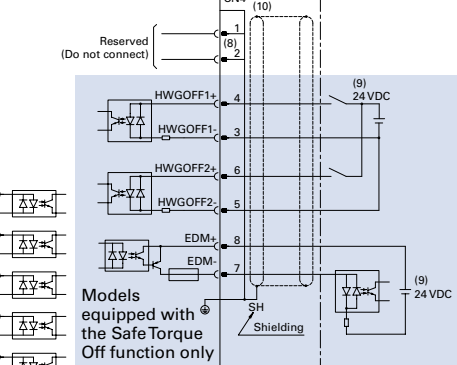 (10)
1
Reserved
(8)
(Do not connect)
2
(9)
24 VDC
HWGOFF1+ 4
HWGOFF1- 3
HWGOFF2+ 6
HWGOFF2- 5
EDM+ 8
EDM- 7
(9)
24 VDC
Models
equipped with
the Safe Torque
Off function only
SH
Shielding